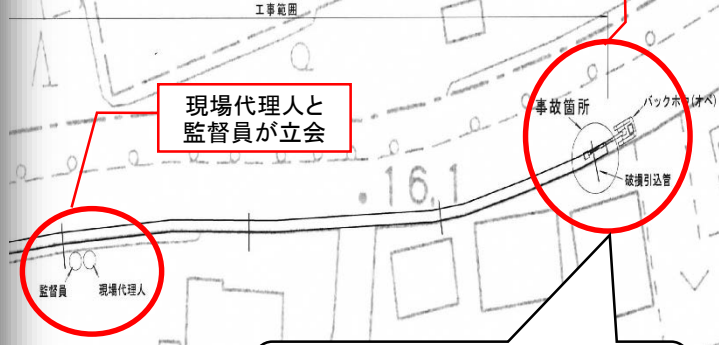 工事範囲
現場代理人と
監督員が立会
事故箇所
バックホウ(オペ)
破損引込管
16.1
監督員
現場代理人